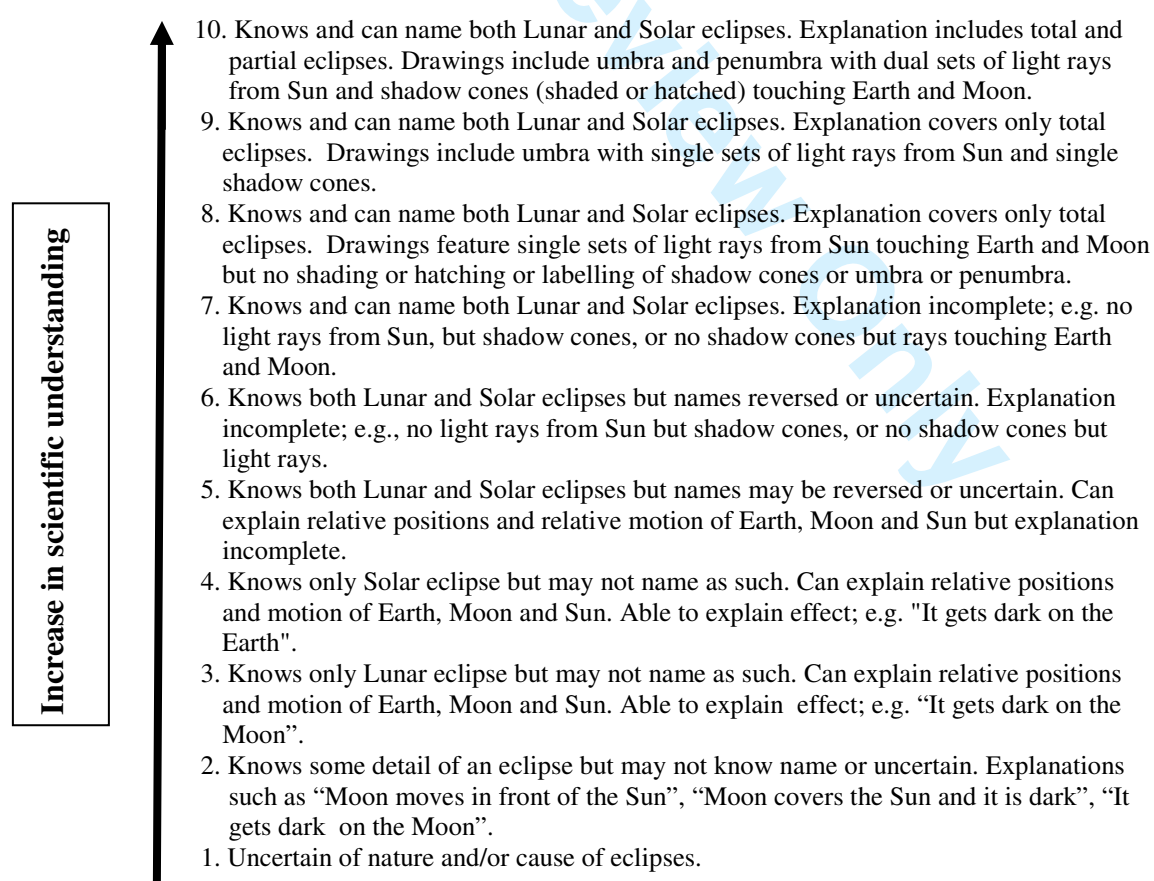 10. Knows and can name both Lunar and Solar eclipses. Explanation includes total and
partial eclipses. Drawings include umbra and penumbra with dual sets of light rays
from Sun and shadow cones (shaded or hatched) touching Earth and Moon.
9. Knows and can name both Lunar and Solar eclipses. Explanation covers only total
eclipses. Drawings include umbra with single sets of light rays from Sun and single
shadow cones.
8. Knows and can name both Lunar and Solar eclipses. Explanation covers only total
eclipses. Drawings feature single sets of light rays from Sun touching Earth and Moon
but no shading or hatching or labelling of shadow cones or umbra or penumbra.
7. Knows and can name both Lunar and Solar eclipses. Explanation incomplete; e.g. no
light rays from Sun, but shadow cones, or no shadow cones but rays touching Earth
and Moon.
6. Knows both Lunar and Solar eclipses but names reversed or uncertain. Explanation
incomplete; e.g., no light rays from Sun but shadow cones, or no shadow cones but
light rays.
5. Knows both Lunar and Solar eclipses but names may be reversed or uncertain. Can
explain relative positions and relative motion of Earth, Moon and Sun but explanation
incomplete.
4. Knows only Solar eclipse but may not name as such. Can explain relative positions
and motion of Earth, Moon and Sun. Able to explain effect; e.g. "It gets dark on the
Earth".
3. Knows only Lunar eclipse but may not name as such. Can explain relative positions
and motion of Earth, Moon and Sun. Able to explain effect; e.g. “It gets dark on the
Moon”.
2. Knows some detail of an eclipse but may not know name or uncertain. Explanations
such as “Moon moves in front of the Sun”, “Moon covers the Sun and it is dark”, “It
gets dark on the Moon”.
1. Uncertain of nature and/or cause of eclipses.
Increase in scientific understanding
view Only